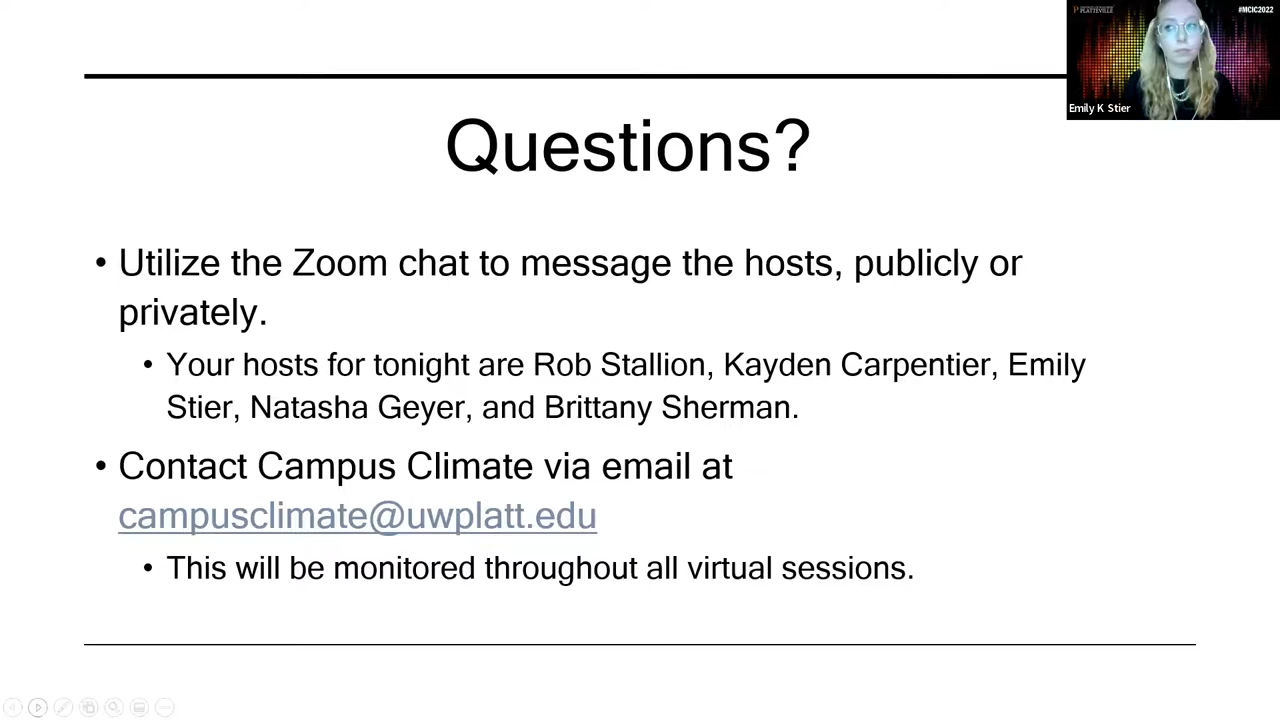 PLATTEVILLE
#MCIC2022
Emily K Stier
Questions?
• Utilize the Zoom chat to message the hosts, publicly or
privately.
• Your hosts for tonight are Rob Stallion, Kayden Carpentier, Emily
Stier, Natasha Geyer, and Brittany Sherman.
• Contact Campus Climate via email at
campusclimate@uwplatt.edu
• This will be monitored throughout all virtual sessions.